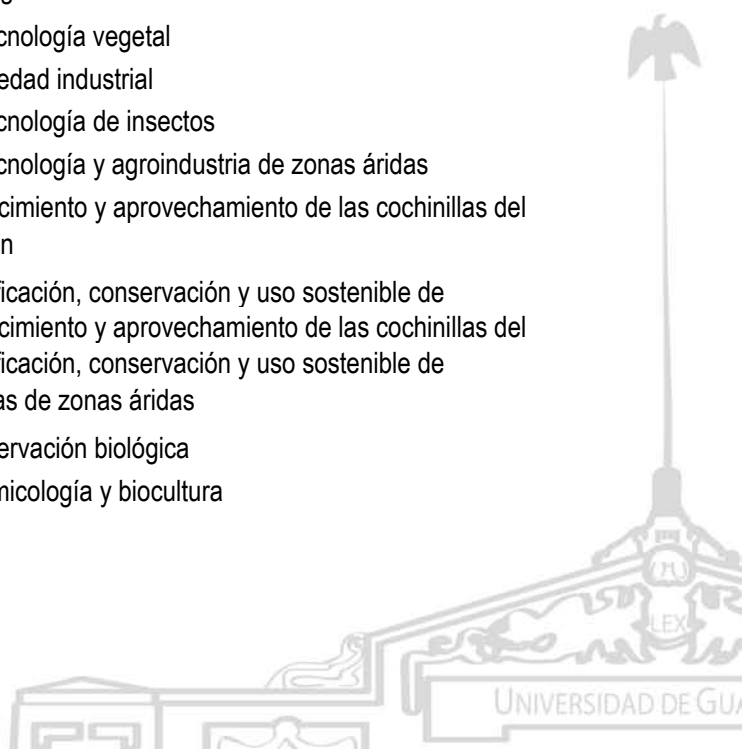 cnología vegetal
edad industrial
cnología de insectos
cnología y agroindustria de zonas áridas
cimiento y aprovechamiento de las cochinillas del
n
ficación, conservación y uso sostenible de
cimiento y aprovechamiento de las cochinillas del
ficación, conservación y uso sostenible de
as de zonas áridas
ervación biológica
micología y biocultura
LEX
UNIVERSIDAD DE GUA